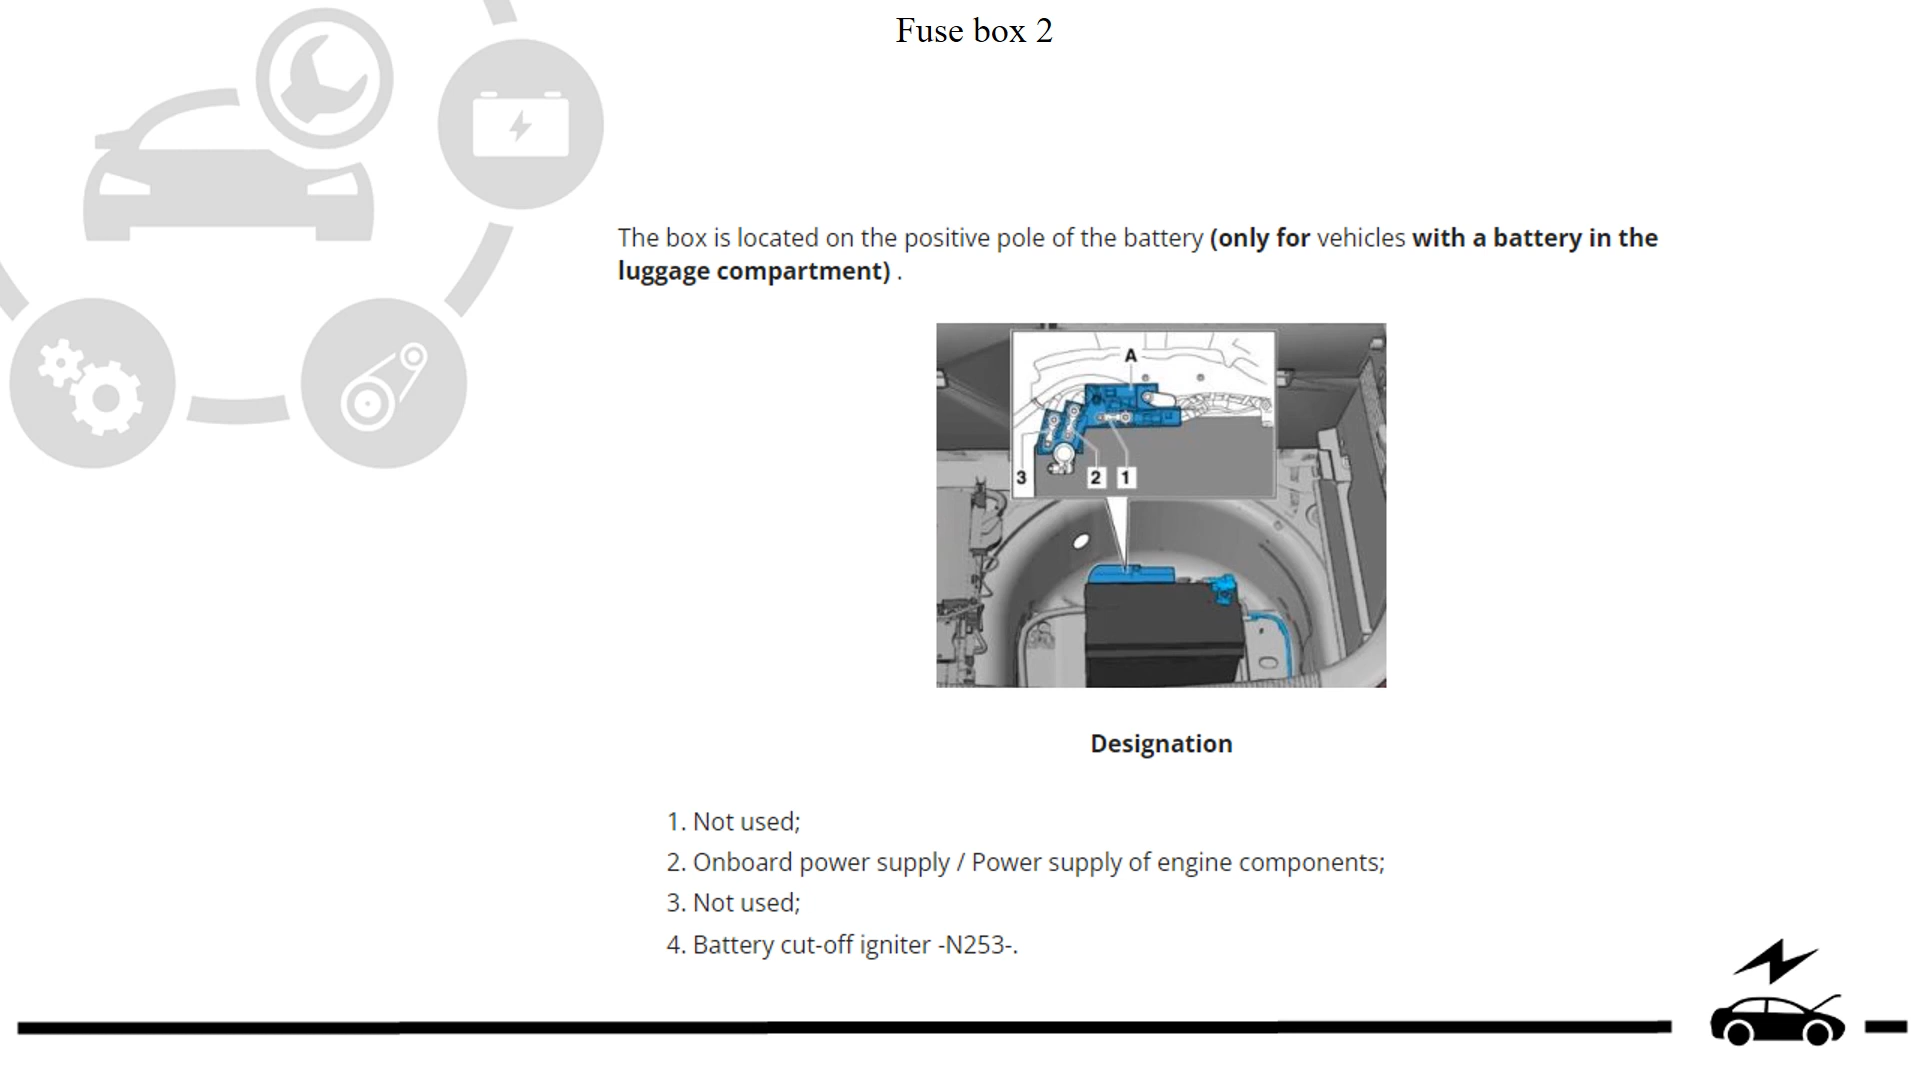 Fuse box 2
The box is located on the positive pole of the battery (only for vehicles with a battery in the
luggage compartment) .
A
3
2
1
Designation
1. Not used;
2. Onboard power supply / Power supply of engine components;
3. Not used;
4. Battery cut-off igniter -N253-.